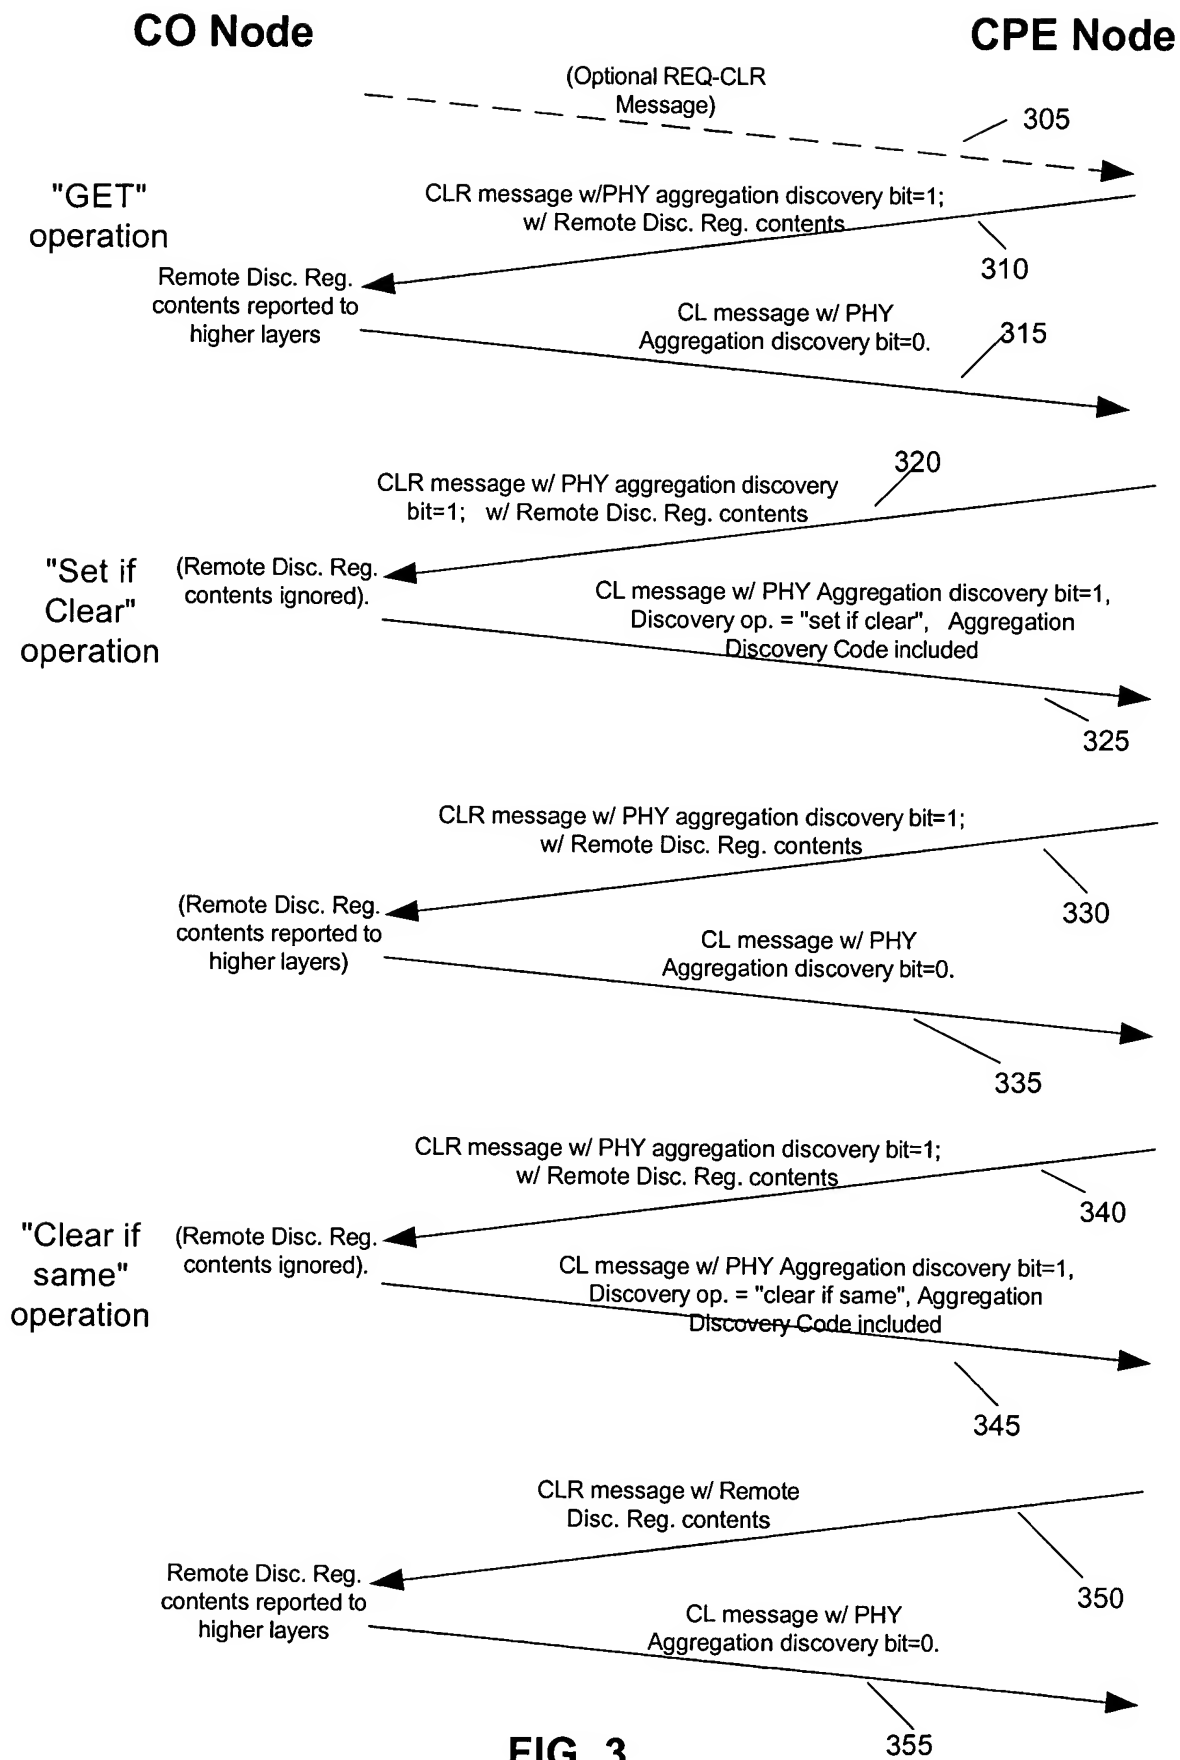 CO Node
CPE Node
(Optional REQ-CLR
Message)
305
"GET"
operation
CLR message w/PHY aggregation discovery bit=1;
w/ Remote Disc. Reg. contents
310
Remote Disc. Reg.
contents reported to
higher layers
CL message w/ PHY
Aggregation discovery bit=0.
315
320
CLR message w/ PHY aggregation discovery
bit=1; w/ Remote Disc. Reg. contents
"Set if
Clear"
operation
(Remote Disc. Reg.
contents ignored).
CL message w/ PHY Aggregation discovery bit=1,
Discovery op. = "set if clear", Aggregation
Discovery Code included
325
CLR message w/ PHY aggregation discovery bit=1;
w/ Remote Disc. Reg. contents
330
(Remote Disc. Reg.
contents reported to
higher layers)
CL message w/ PHY
Aggregation discovery bit=0.
335
CLR message w/ PHY aggregation discovery bit=1;
w/ Remote Disc. Reg. contents
340
"Clear if
same"
operation
(Remote Disc. Reg.
contents ignored).
CL message w/ PHY Aggregation discovery bit=1,
Discovery op. = "clear if same", Aggregation
Discovery Code included
345
CLR message w/ Remote
Disc. Reg. contents
350
Remote Disc. Reg.
contents reported to
higher layers
CL message w/ PHY
Aggregation discovery bit=0.
355
FIG. 3